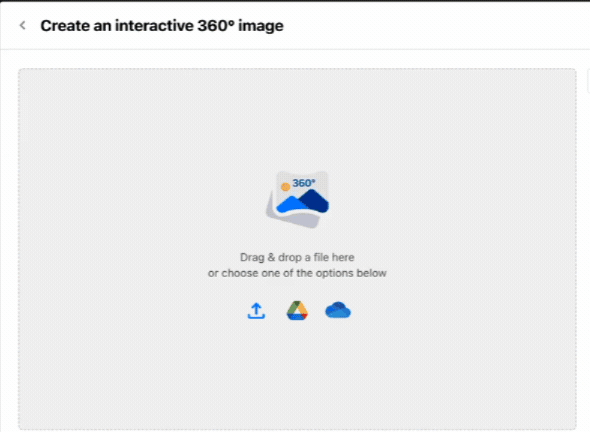 Create an interactive 360° image
360°
Drag & drop a file here
or choose one of the options below